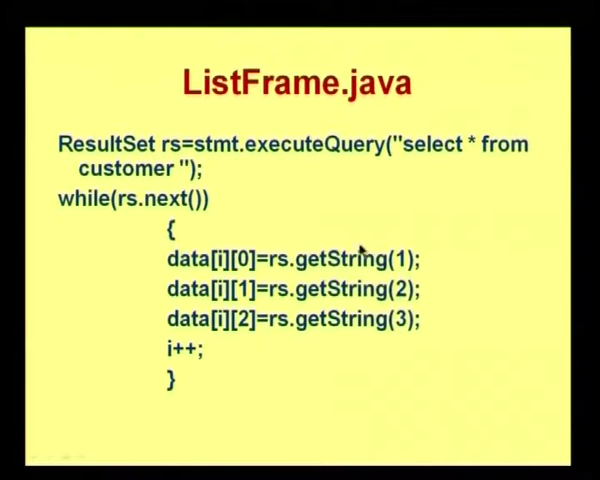 ListFrame.java
ResultSet rs=stmt.executeQuery("select * from
customer ");
while(rs.next())
{
data[i][0]=rs.getString(1);
data[i][1]=rs.getString(2);
data[i][2]=rs.getString(3);
i++;
}